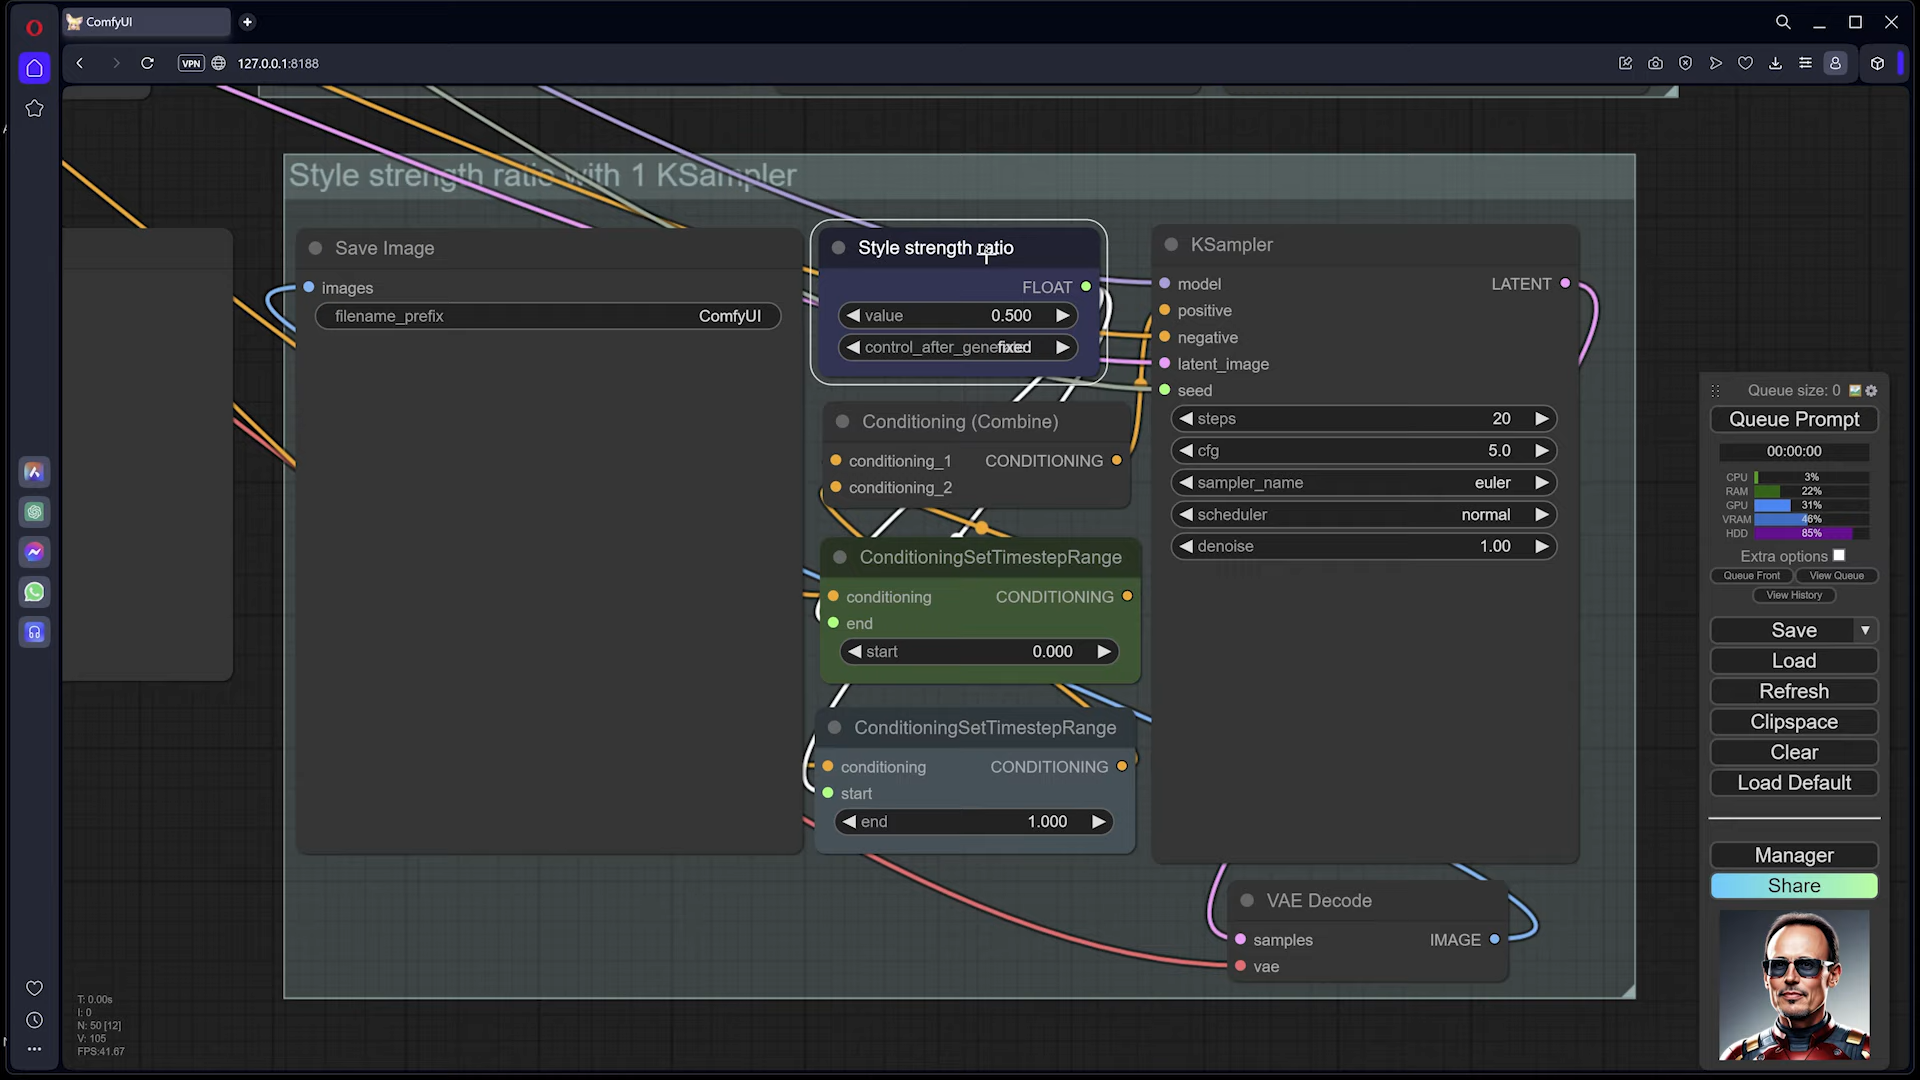 ComfyUI
VPN
127.0.0.1:8188
Style strength ratio with 1 KSampler
Save Image
images
filename_prefix ComfyUI
Style strength ratio
FLOAT
value 0.500
control_after_generate fixed
Conditioning (Combine)
conditioning_1 CONDITIONING
conditioning_2
ConditioningSetTimestepRange
conditioning CONDITIONING
end
start 0.000
ConditioningSetTimestepRange
conditioning CONDITIONING
start
end 1.000
KSampler
model LATENT
positive
negative
latent_image
seed
steps 20
cfg 5.0
sampler_name euler
scheduler normal
denoise 1.00
VAE Decode
samples IMAGE
vae
Queue size: 0
Queue Prompt
00:00:00
CPU 3%
RAM 22%
GPU 31%
VRAM 46%
HDD 85%
Extra options
Queue Front View Queue
View History
Save
Load
Refresh
Clipspace
Clear
Load Default
Manager
Share
T: 0.00s
I: 0
N: 50 [12]
V: 105
FPS:41.67